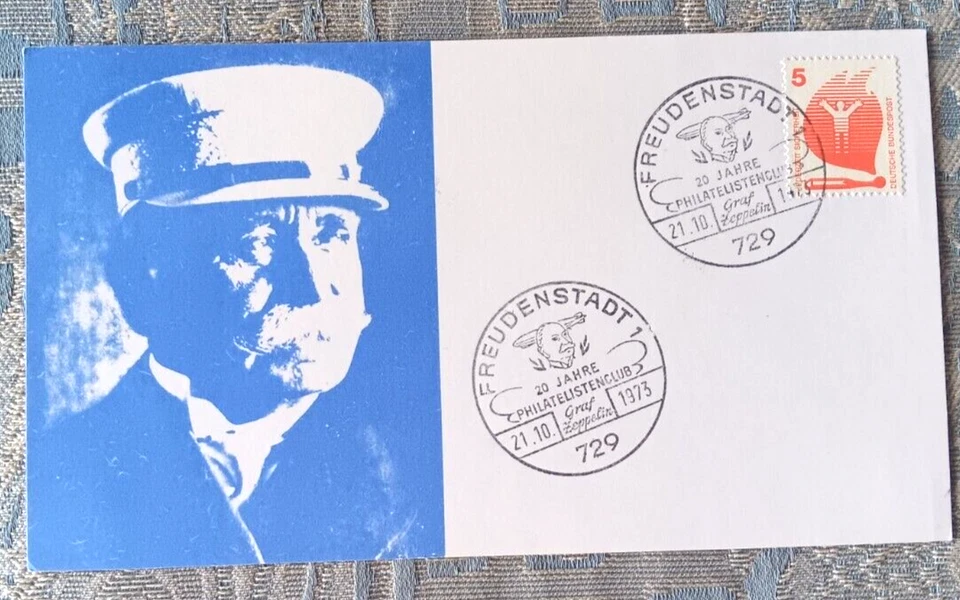 FREUDENSTADT 1
20 JAHRE
PHILATELISTENCLUB
Graf
Zeppelin
21.10.
729
5
DEUTSCHE BUNDESPOST
FREUDENSTADT 1
20 JAHRE
PHILATELISTENCLUB
Graf
Zeppelin
21.10. 1973
729